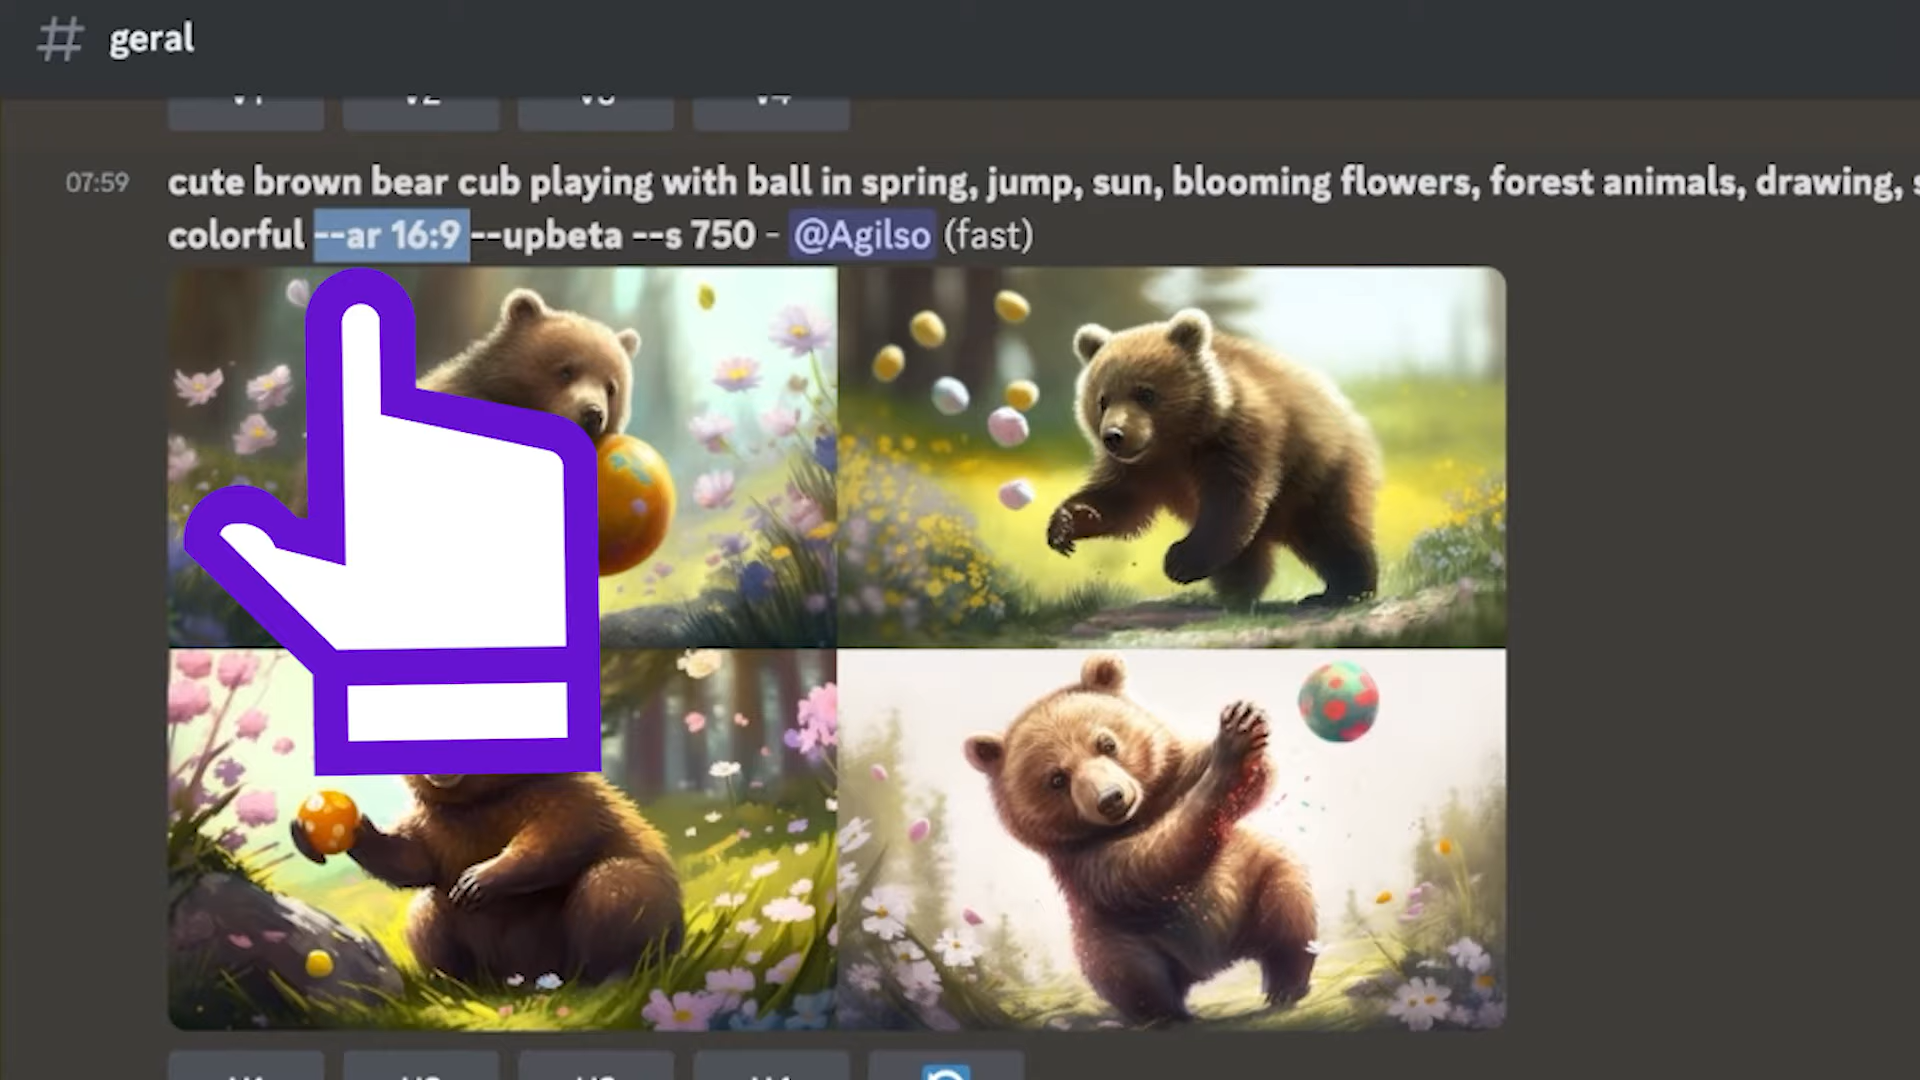 # geral
07:59 cute brown bear cub playing with ball in spring, jump, sun, blooming flowers, forest animals, drawing,
colorful --ar 16:9 --upbeta --s 750 - @Agilso (fast)